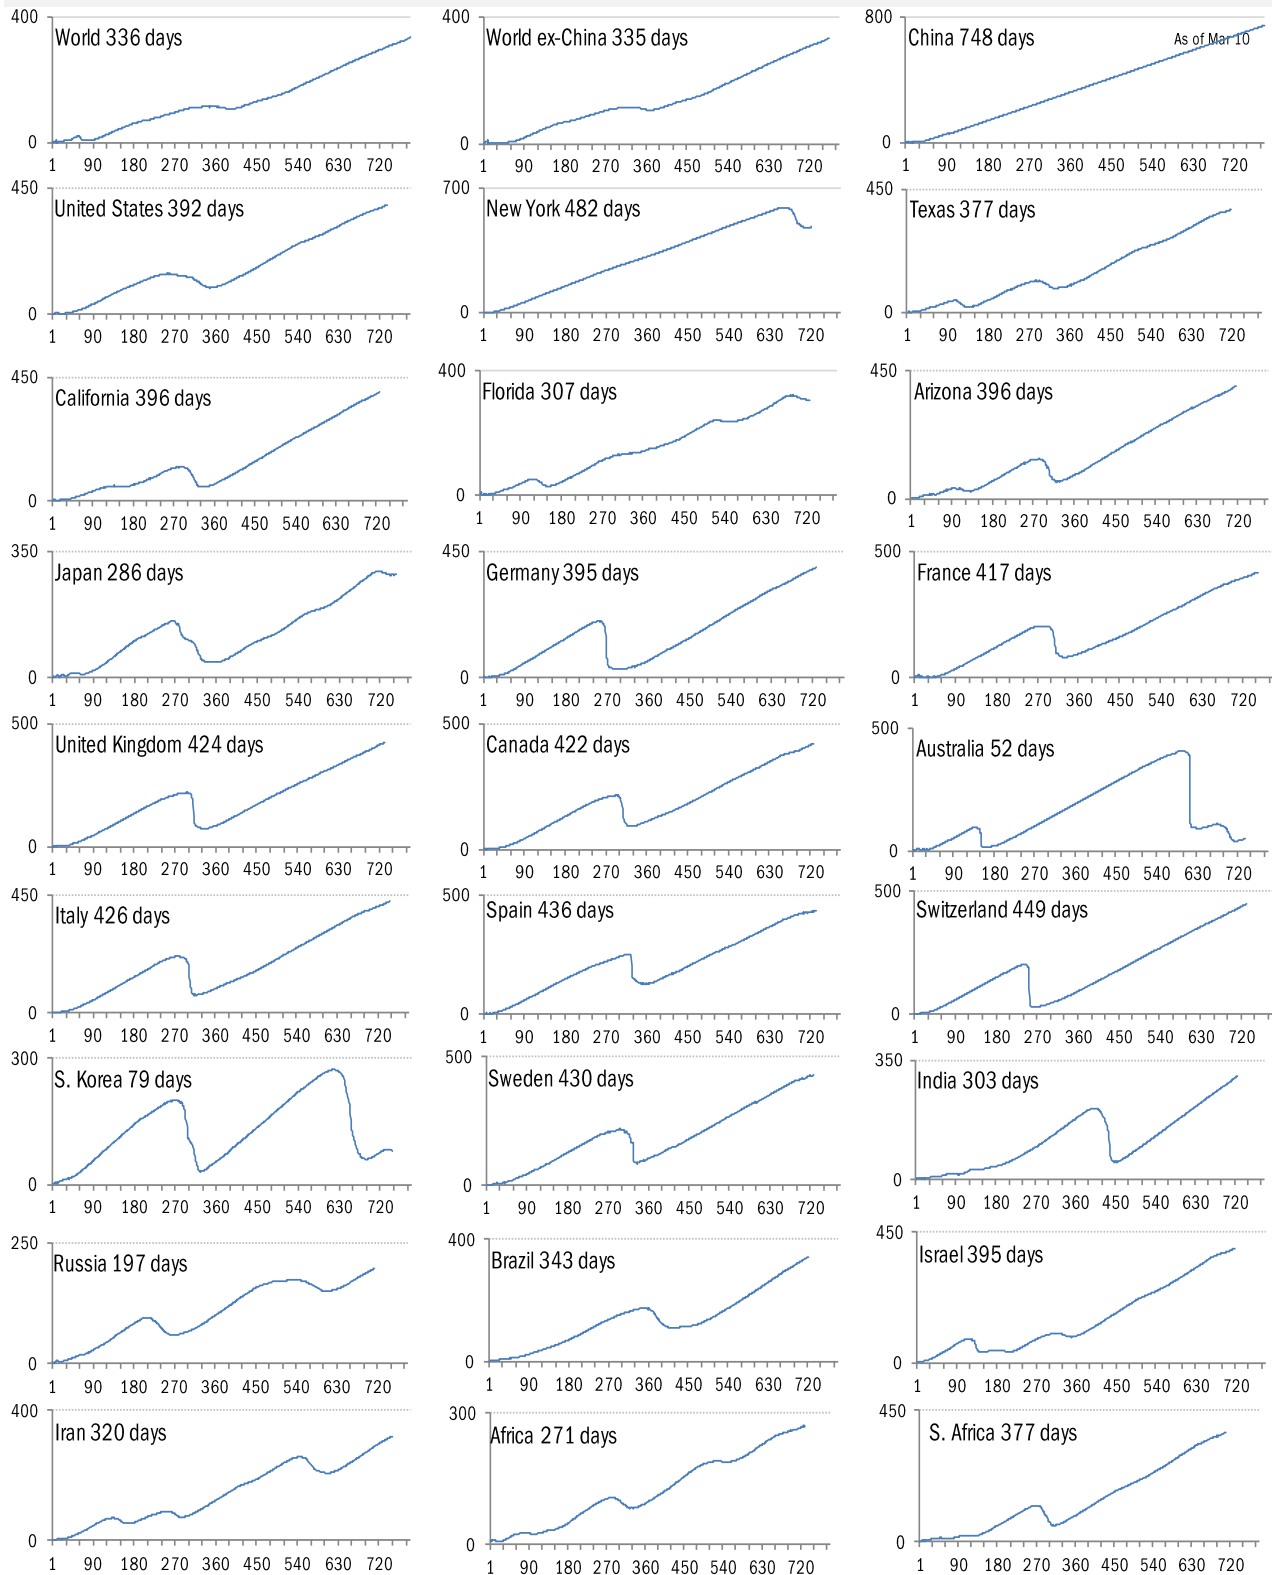 400 400 800
World 336 days World ex-China 335 days China 748 days
As of Mar 10
0 0 0
1 90 180 270 360 450 540 630 720 1 90 180 270 360 450 540 630 720 1 90 180 270 360 450 540 630 720
450 700 450
United States 392 days New York 482 days Texas 377 days
0 0 0
1 90 180 270 360 450 540 630 720 1 90 180 270 360 450 540 630 720 1 90 180 270 360 450 540 630 720
450 400 450
California 396 days Florida 307 days Arizona 396 days
0 0 0
1 90 180 270 360 450 540 630 720 1 90 180 270 360 450 540 630 720 1 90 180 270 360 450 540 630 720
350 450 500
Japan 286 days Germany 395 days France 417 days
0 0 0
1 90 180 270 360 450 540 630 720 1 90 180 270 360 450 540 630 720 1 90 180 270 360 450 540 630 720
500 500 500
United Kingdom 424 days Canada 422 days Australia 52 days
0 0 0
1 90 180 270 360 450 540 630 720 1 90 180 270 360 450 540 630 720 1 90 180 270 360 450 540 630 720
450 500 500
Italy 426 days Spain 436 days Switzerland 449 days
0 0 0
1 90 180 270 360 450 540 630 720 1 90 180 270 360 450 540 630 720 1 90 180 270 360 450 540 630 720
300 500 350
S. Korea 79 days Sweden 430 days India 303 days
0 0 0
1 90 180 270 360 450 540 630 720 1 90 180 270 360 450 540 630 720 1 90 180 270 360 450 540 630 720
250 400 450
Russia 197 days Brazil 343 days Israel 395 days
0 0 0
1 90 180 270 360 450 540 630 720 1 90 180 270 360 450 540 630 720 1 90 180 270 360 450 540 630 720
400 300 450
Iran 320 days Africa 271 days S. Africa 377 days
0 0 0
1 90 180 270 360 450 540 630 720 1 90 180 270 360 450 540 630 720 1 90 180 270 360 450 540 630 720